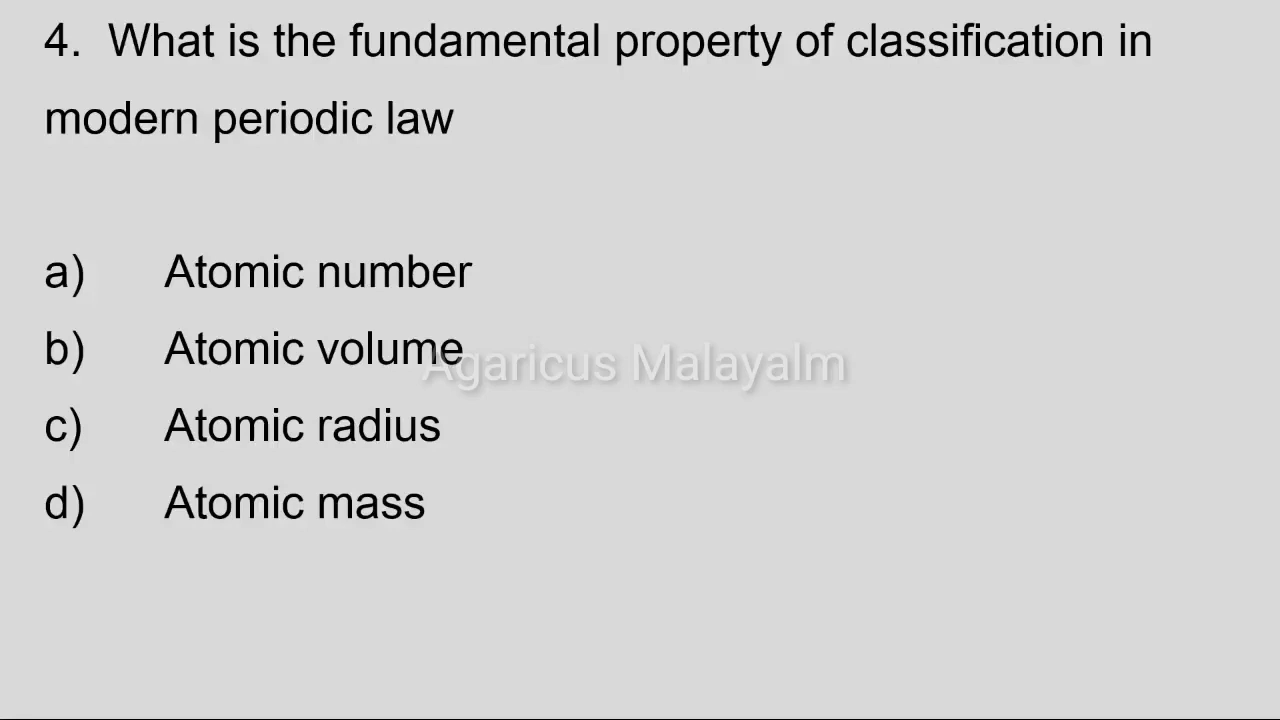 4. What is the fundamental property of classification in
modern periodic law
a) Atomic number
b) Atomic volume
Agaricus Malayalm
c) Atomic radius
d) Atomic mass